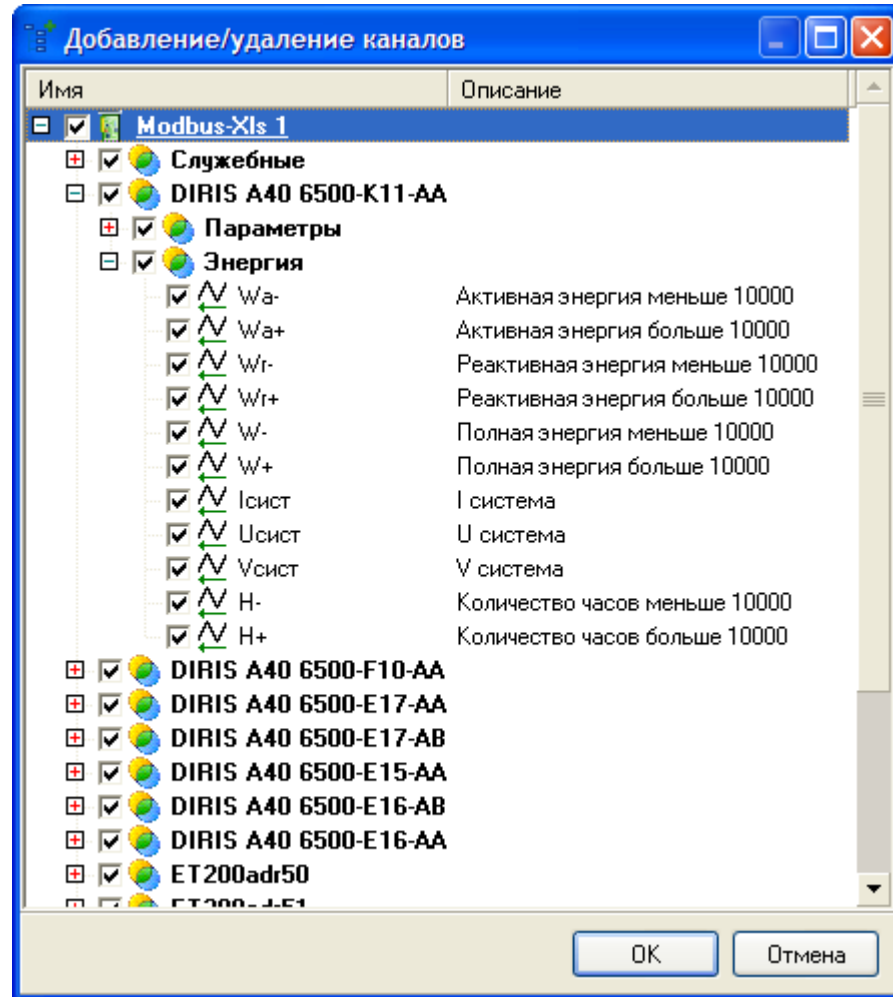 Добавление/удаление каналов
Имя Описание
Modbus-Xls 1
Служебные
DIRIS A40 6500-K11-AA
Параметры
Энергия
Wa- Активная энергия меньше 10000
Wa+ Активная энергия больше 10000
Wr- Реактивная энергия меньше 10000
Wr+ Реактивная энергия больше 10000
W- Полная энергия меньше 10000
W+ Полная энергия больше 10000
Iсист I система
Uсист U система
Vсист V система
H- Количество часов меньше 10000
H+ Количество часов больше 10000
DIRIS A40 6500-F10-AA
DIRIS A40 6500-E17-AA
DIRIS A40 6500-E17-AB
DIRIS A40 6500-E15-AA
DIRIS A40 6500-E16-AB
DIRIS A40 6500-E16-AA
ET200adr50
ET200adr51
OK Отмена